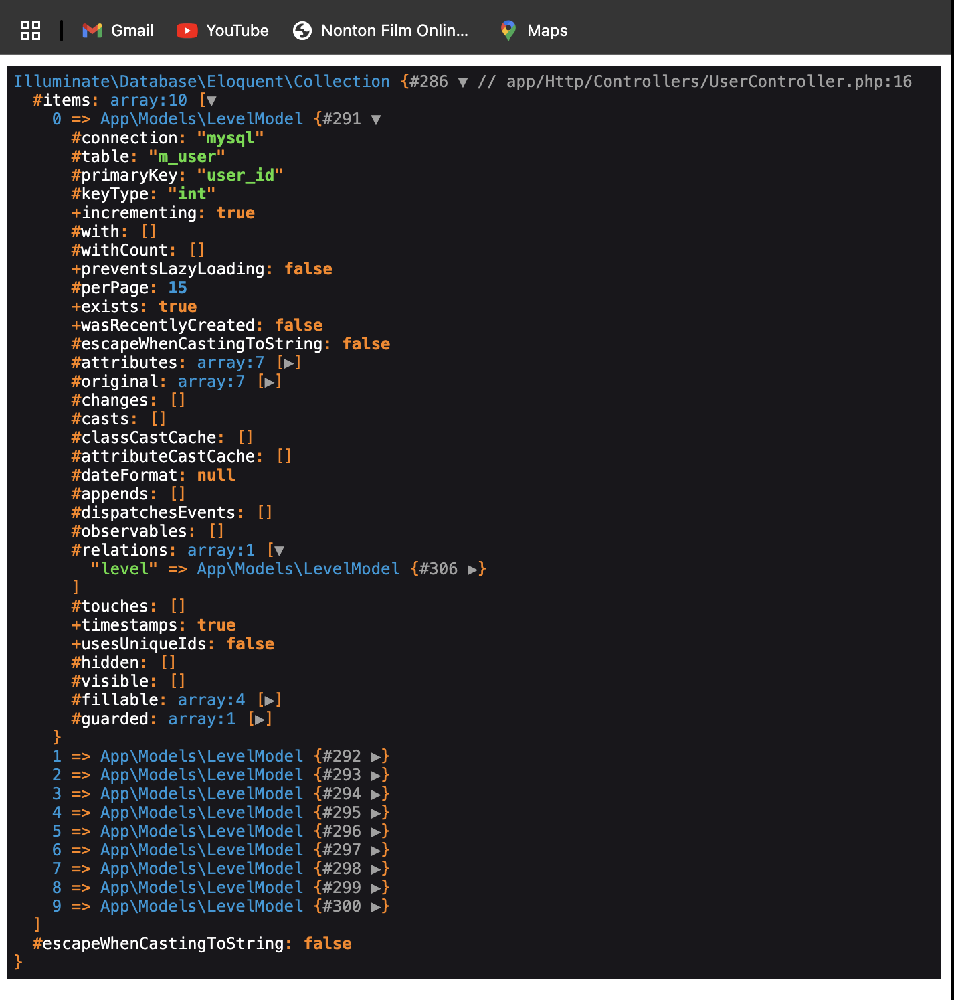 Gmail YouTube Nonton Film Onlin... Maps
Illuminate\Database\Eloquent\Collection {#286 ▼ // app/Http/Controllers/UserController.php:16
#items: array:10 [▼
0 => App\Models\LevelModel {#291 ▼
#connection: "mysql"
#table: "m_user"
#primaryKey: "user_id"
#keyType: "int"
+incrementing: true
#with: []
#withCount: []
+preventsLazyLoading: false
#perPage: 15
+exists: true
+wasRecentlyCreated: false
#escapeWhenCastingToString: false
#attributes: array:7 [▶]
#original: array:7 [▶]
#changes: []
#casts: []
#classCastCache: []
#attributeCastCache: []
#dateFormat: null
#appends: []
#dispatchesEvents: []
#observables: []
#relations: array:1 [▼
"level" => App\Models\LevelModel {#306 ▶}
]
#touches: []
+timestamps: true
+usesUniqueIds: false
#hidden: []
#visible: []
#fillable: array:4 [▶]
#guarded: array:1 [▶]
}
1 => App\Models\LevelModel {#292 ▶}
2 => App\Models\LevelModel {#293 ▶}
3 => App\Models\LevelModel {#294 ▶}
4 => App\Models\LevelModel {#295 ▶}
5 => App\Models\LevelModel {#296 ▶}
6 => App\Models\LevelModel {#297 ▶}
7 => App\Models\LevelModel {#298 ▶}
8 => App\Models\LevelModel {#299 ▶}
9 => App\Models\LevelModel {#300 ▶}
]
#escapeWhenCastingToString: false
}